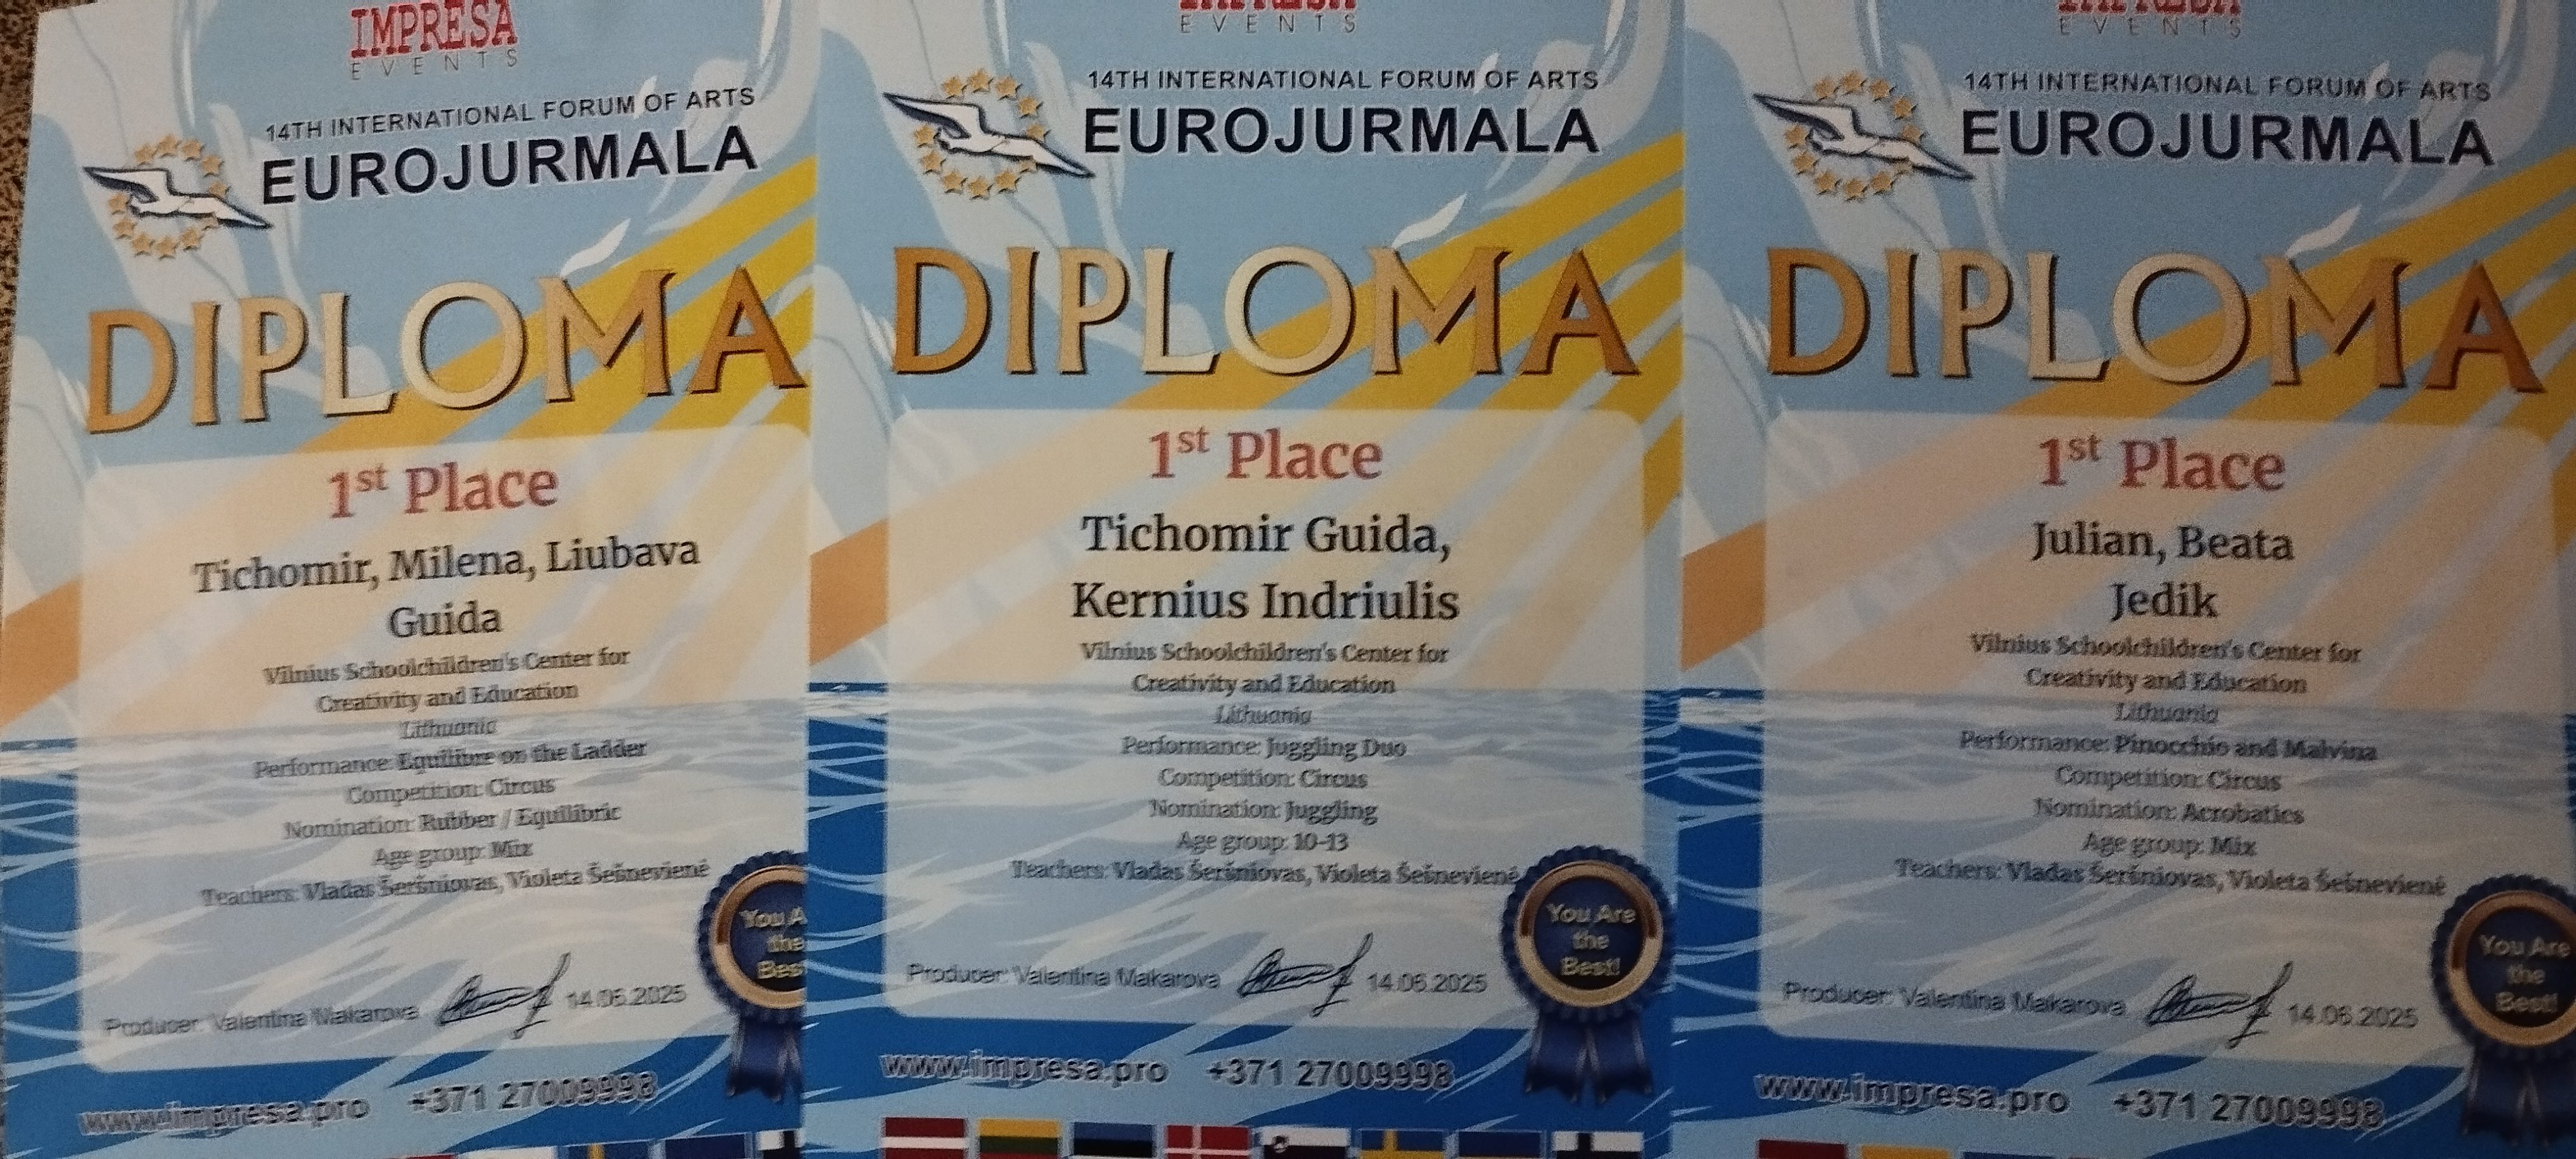 IMPRESA
EVENTS
14TH INTERNATIONAL FORUM OF ARTS
EUROJURMALA
DIPLOMA
1st Place
Tichomir, Milena, Liubava
Guida
Vilnius Schoolchildren's Center for
Creativity and Education
Lithuania
Performance: Equilibre on the Ladder
Competition: Circus
Nomination: Rubber / Equilibric
Age group: Mix
Teachers: Vladas Šeršniovas, Violeta Šešnevienė
You A
the
Bes
Producer: Valentina Makarova 14.06.2025
www.impresa.pro +371 27009998
IMPRESA
EVENTS
14TH INTERNATIONAL FORUM OF ARTS
EUROJURMALA
DIPLOMA
1st Place
Tichomir Guida,
Kernius Indriulis
Vilnius Schoolchildren's Center for
Creativity and Education
Lithuania
Performance: Juggling Duo
Competition: Circus
Nomination: Juggling
Age group: 10-13
Teachers: Vladas Šeršniovas, Violeta Šešnevienė
You Are
the
Best!
Producer: Valentina Makarova 14.06.2025
www.impresa.pro +371 27009998
IMPRESA
EVENTS
14TH INTERNATIONAL FORUM OF ARTS
EUROJURMALA
DIPLOMA
1st Place
Julian, Beata
Jedik
Vilnius Schoolchildren's Center for
Creativity and Education
Lithuania
Performance: Pinocchio and Malvina
Competition: Circus
Nomination: Acrobatics
Age group: Mix
Teachers: Vladas Šeršniovas, Violeta Šešnevienė
You Are
the
Best!
Producer: Valentina Makarova 14.06.2025
www.impresa.pro +371 27009998